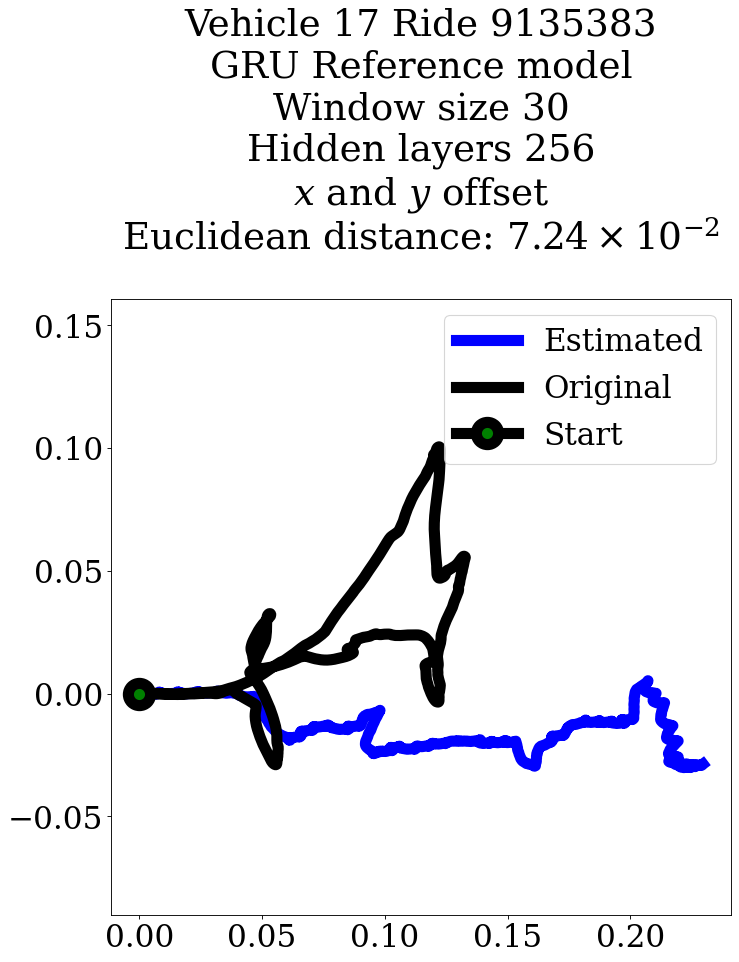 Vehicle 17 Ride 9135383
GRU Reference model
Window size 30
Hidden layers 256
x and y offset
Euclidean distance: 7.24 × 10⁻²
Estimated
Original
Start
0.15
0.10
0.05
0.00
−0.05
0.00 0.05 0.10 0.15 0.20